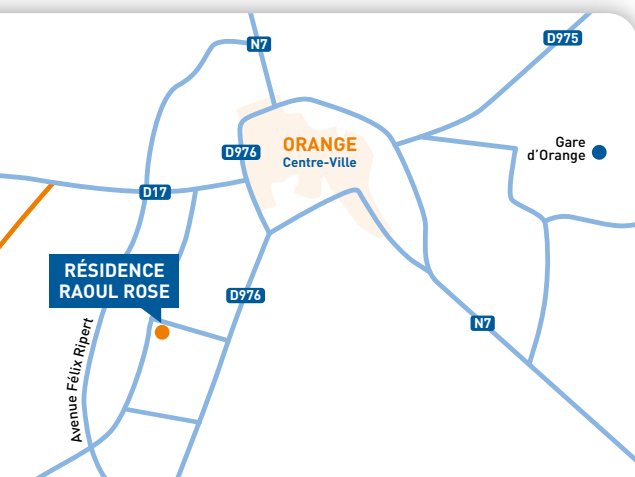 N7
D975
ORANGE
Centre-Ville
D976
Gare
d'Orange
D17
RÉSIDENCE
RAOUL ROSE
D976
N7
Avenue Félix Ripert